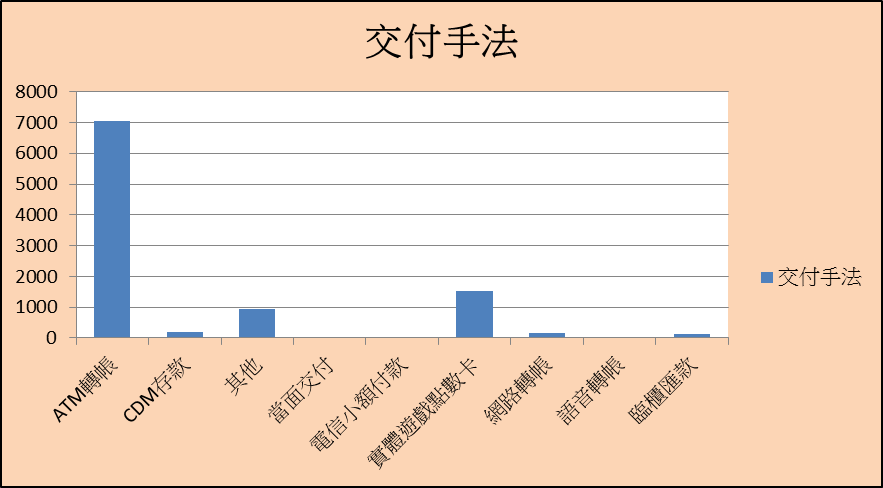 交付手法
8000
7000
6000
5000
4000
3000
2000
1000
0
ATM轉帳
CDM存款
其他
當面交付
電信小額付款
實體遊戲點數卡
網路轉帳
語音轉帳
臨櫃匯款
交付手法